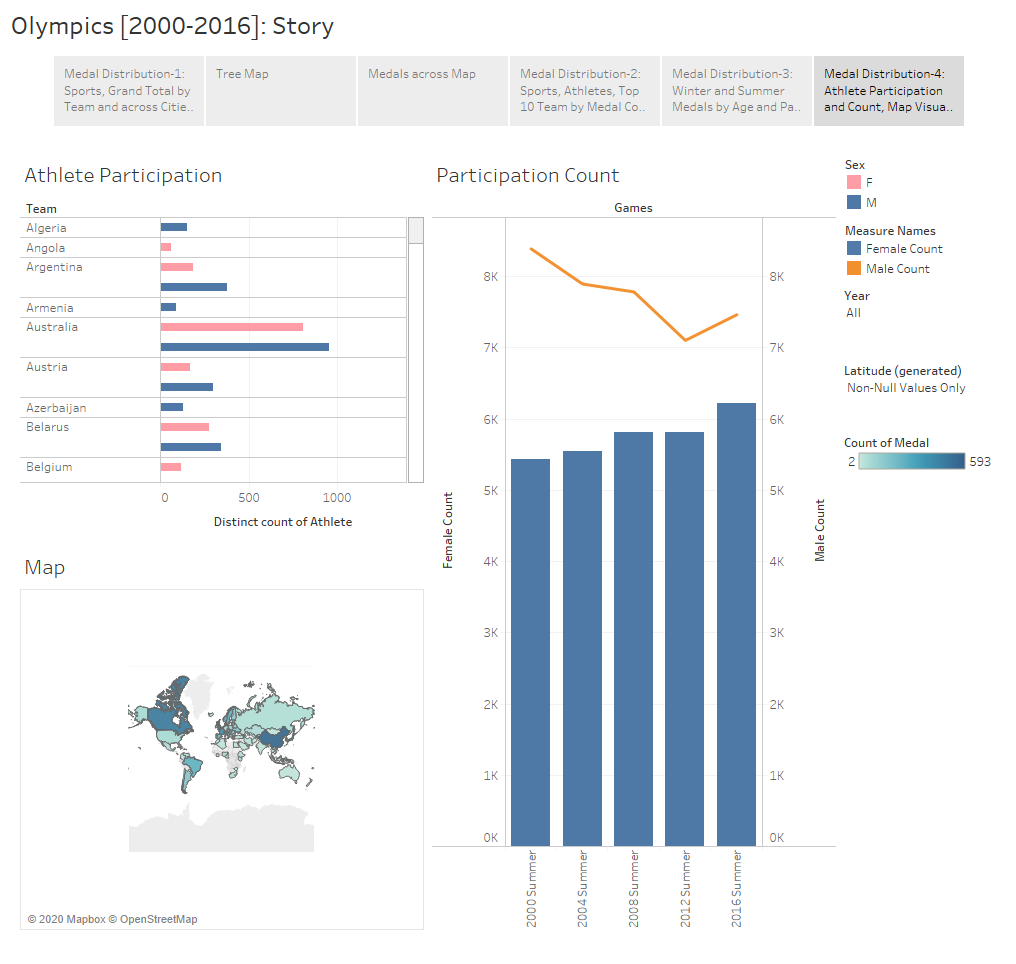 Olympics [2000-2016]: Story
Medal Distribution-1:
Sports, Grand Total by
Team and across Citie..
Tree Map
Medals across Map
Medal Distribution-2:
Sports, Athletes, Top
10 Team by Medal Co..
Medal Distribution-3:
Winter and Summer
Medals by Age and Pa..
Medal Distribution-4:
Athlete Participation
and Count, Map Visua..
Athlete Participation
Team
Algeria
Angola
Argentina
Armenia
Australia
Austria
Azerbaijan
Belarus
Belgium
0
500
1000
Distinct count of Athlete
Map
© 2020 Mapbox © OpenStreetMap
Participation Count
Games
8K
7K
6K
5K
4K
3K
2K
1K
0K
Female Count
8K
7K
6K
5K
4K
3K
2K
1K
0K
Male Count
2000 Summer
2004 Summer
2008 Summer
2012 Summer
2016 Summer
Sex
F
M
Measure Names
Female Count
Male Count
Year
All
Latitude (generated)
Non-Null Values Only
Count of Medal
2
593